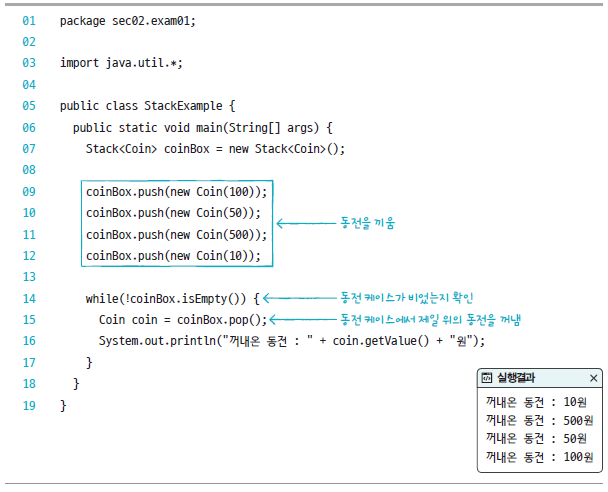 01 package sec02.exam01;
02
03 import java.util.*;
04
05 public class StackExample {
06 public static void main(String[] args) {
07 Stack<Coin> coinBox = new Stack<Coin>();
08
09 coinBox.push(new Coin(100));
10 coinBox.push(new Coin(50));
동전을 끼움
11 coinBox.push(new Coin(500));
12 coinBox.push(new Coin(10));
13
14 while(!coinBox.isEmpty()) { 동전 케이스가 비었는지 확인
15 Coin coin = coinBox.pop(); 동전 케이스에서 제일 위의 동전을 꺼냄
16 System.out.println("꺼내온 동전 : " + coin.getValue() + "원");
17 }
18 }
19 }
실행결과 ×
꺼내온 동전 : 10원
꺼내온 동전 : 500원
꺼내온 동전 : 50원
꺼내온 동전 : 100원